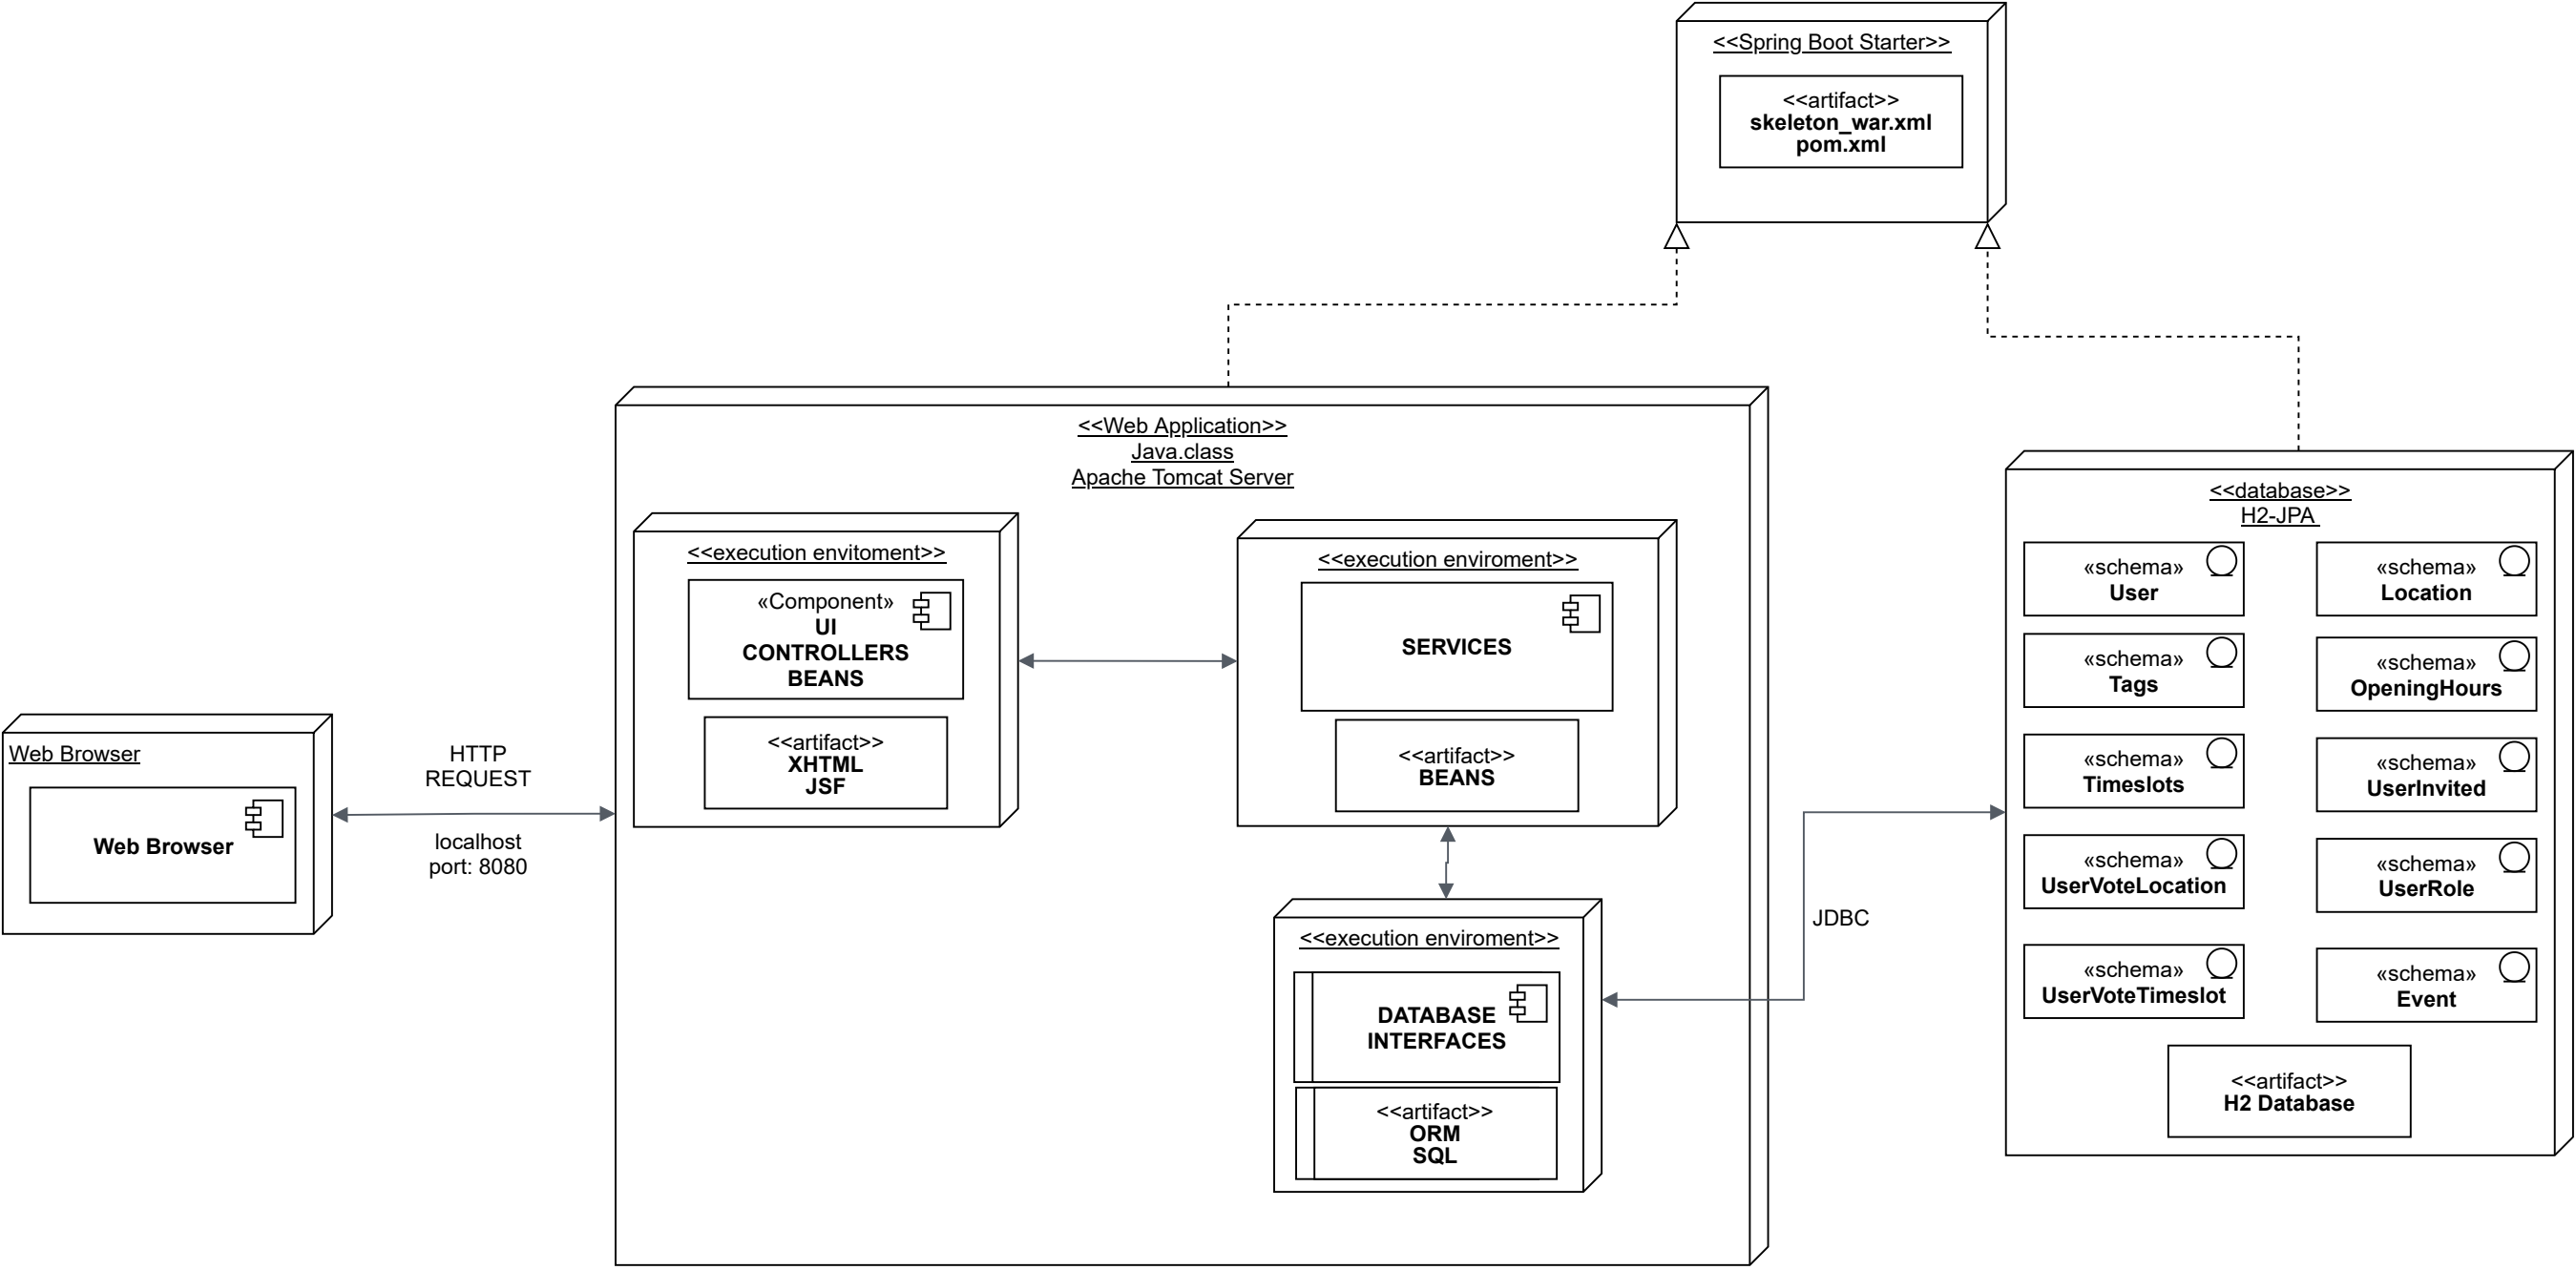 <<Spring Boot Starter>>
<<artifact>>
skeleton_war.xml
pom.xml
<<Web Application>>
Java.class
Apache Tomcat Server
<<execution envitoment>>
«Component»
UI
CONTROLLERS
BEANS
<<artifact>>
XHTML
JSF
<<execution enviroment>>
SERVICES
<<artifact>>
BEANS
<<execution enviroment>>
DATABASE
INTERFACES
<<artifact>>
ORM
SQL
Web Browser
Web Browser
HTTP
REQUEST
localhost
port: 8080
JDBC
<<database>>
H2-JPA
«schema»
User
«schema»
Location
«schema»
Tags
«schema»
OpeningHours
«schema»
Timeslots
«schema»
UserInvited
«schema»
UserVoteLocation
«schema»
UserRole
«schema»
UserVoteTimeslot
«schema»
Event
<<artifact>>
H2 Database